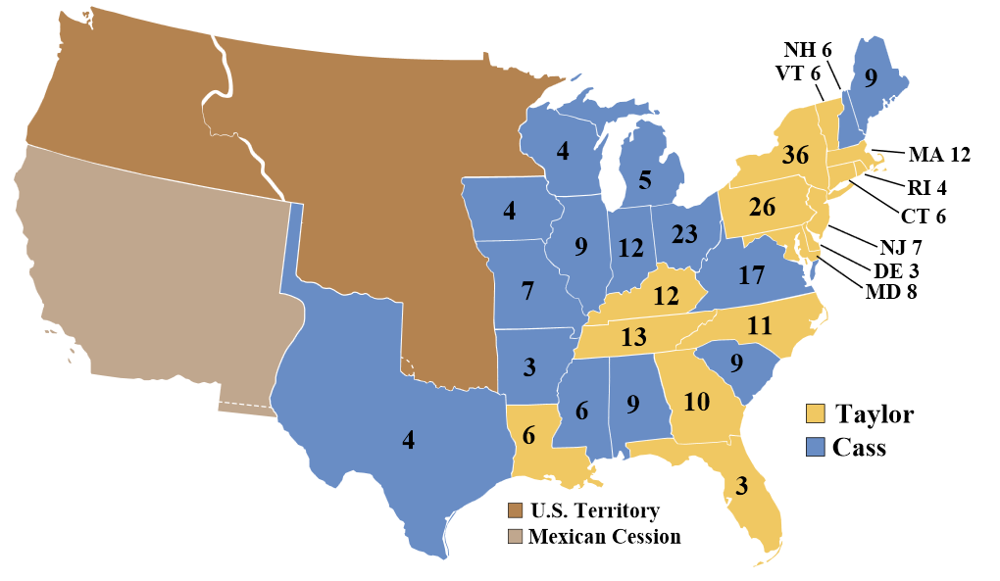 NH 6
VT 6
9
36
MA 12
RI 4
CT 6
26
NJ 7
DE 3
MD 8
4
5
4
9
12
23
17
7
12
13
11
3
6
9
10
9
4
6
3
Taylor
Cass
U.S. Territory
Mexican Cession